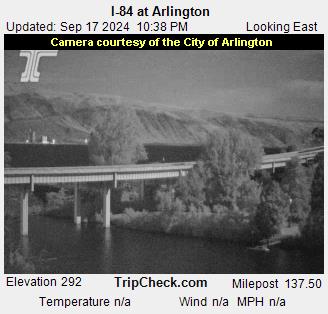 I-84 at Arlington
Updated: Sep 17 2024 10:38 PM Looking East
Camera courtesy of the City of Arlington
Elevation 292 TripCheck.com Milepost 137.50
Temperature n/a Wind n/a MPH n/a